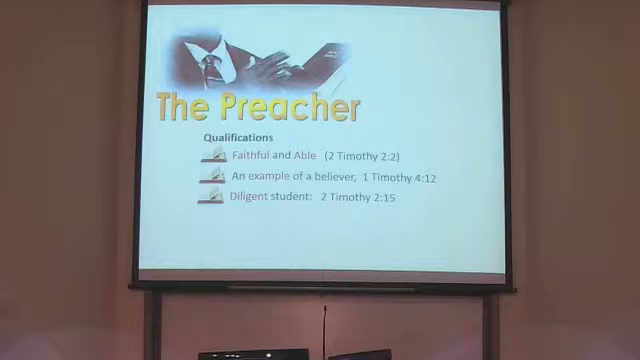 The Preacher
Qualifications
Faithful and Able (2 Timothy 2:2)
An example of a believer, 1 Timothy 4:12
Diligent student: 2 Timothy 2:15